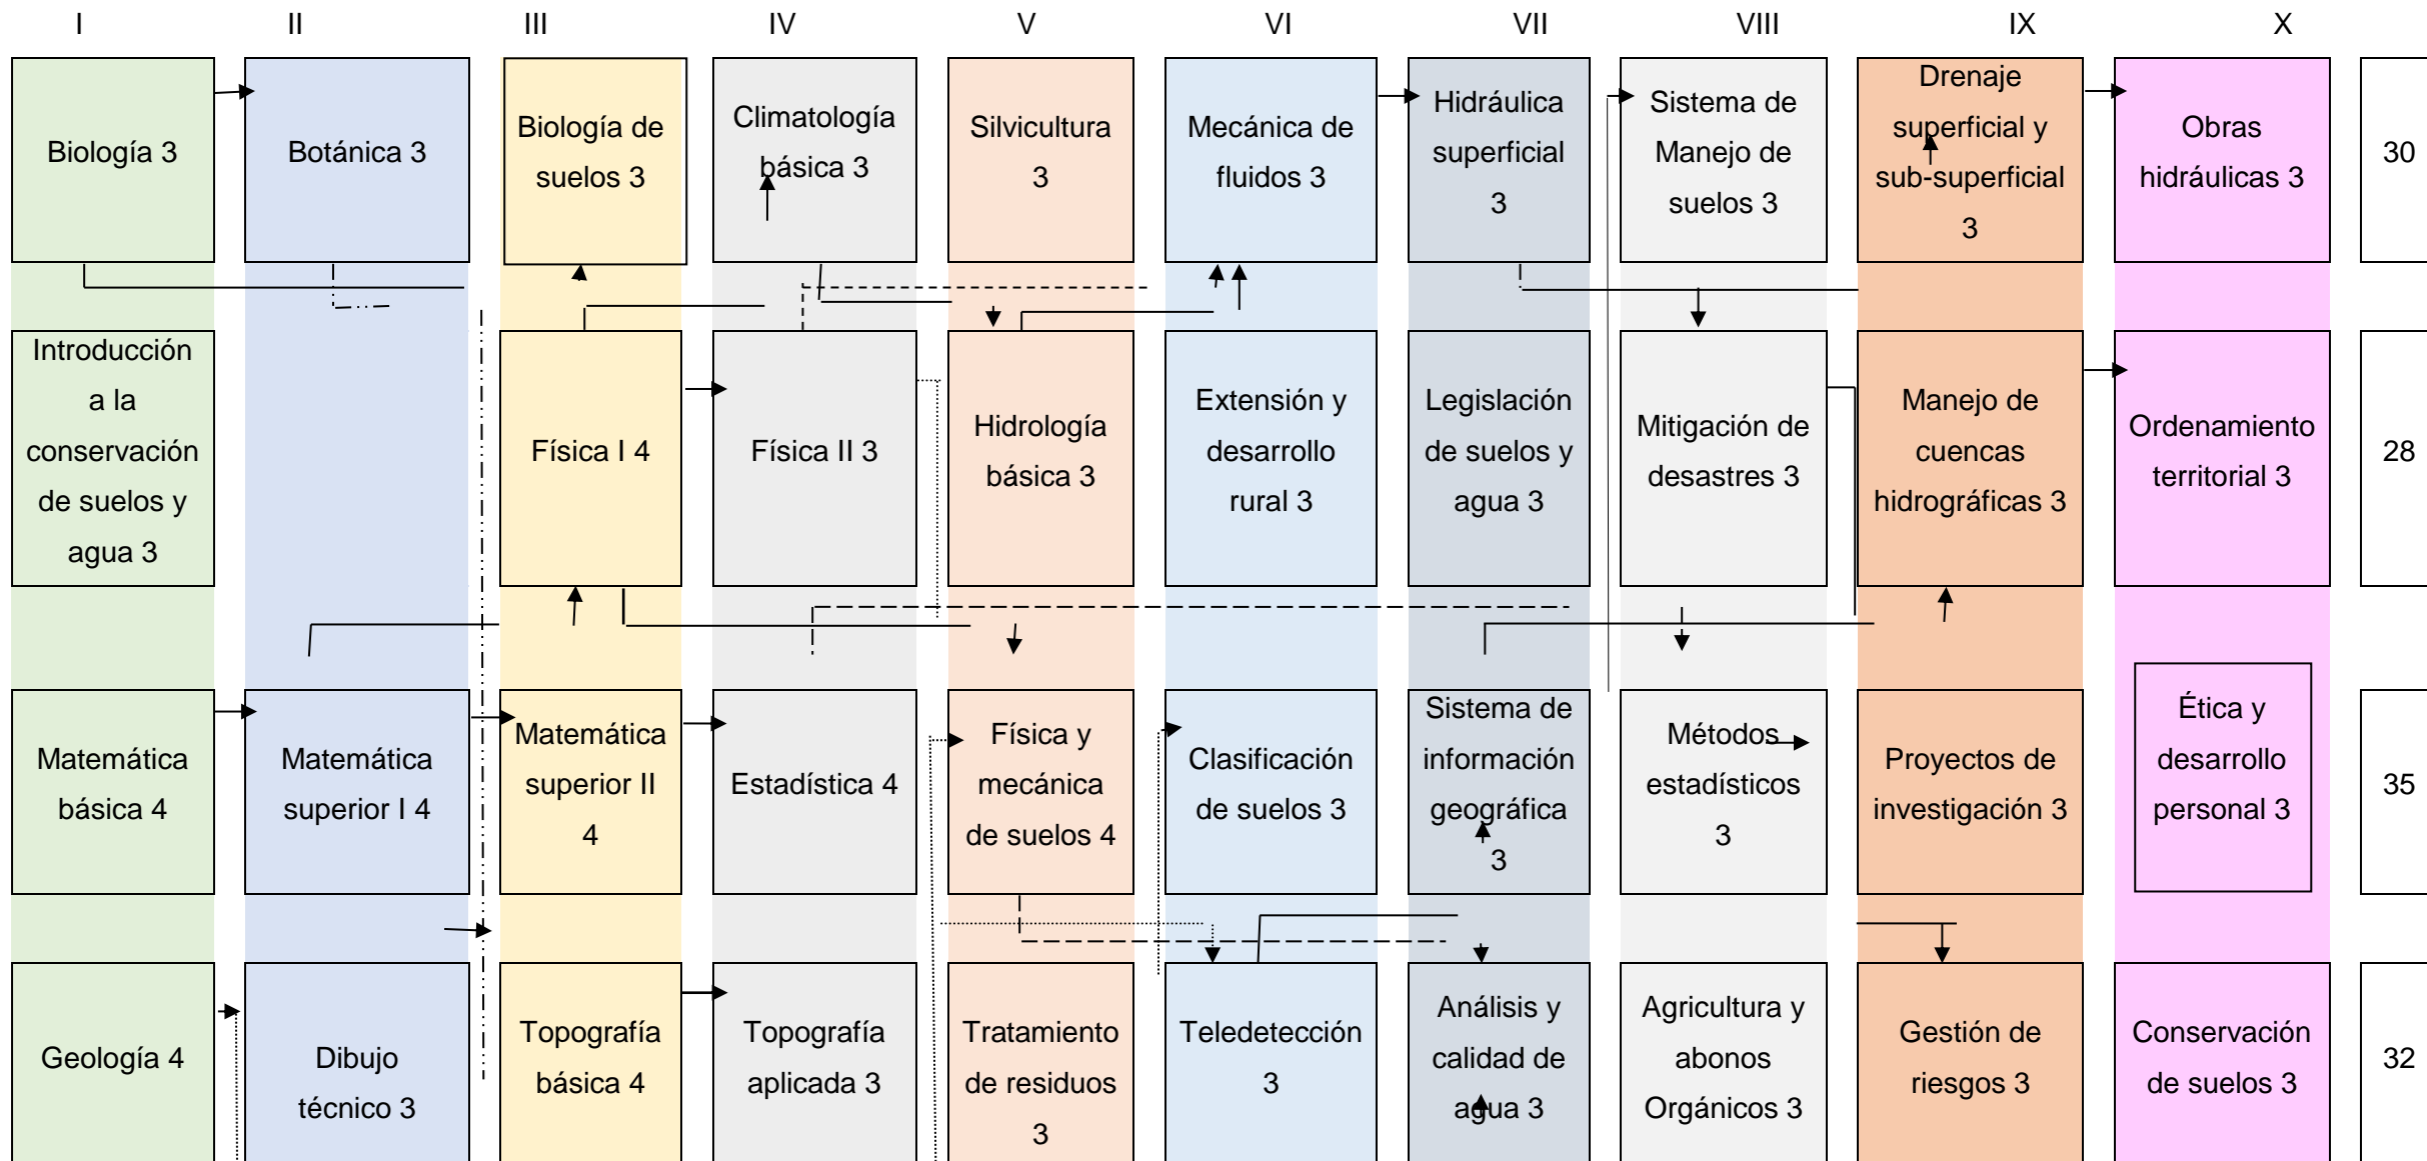 I II III IV V VI VII VIII IX X
Biología 3
Botánica 3
Biología de
suelos 3
Climatología
básica 3
Silvicultura
3
Mecánica de
fluidos 3
Hidráulica
superficial
3
Sistema de
Manejo de
suelos 3
Drenaje
superficial y
sub-superficial
3
Obras
hidráulicas 3
30
Introducción
a la
conservación
de suelos y
agua 3
Física I 4
Física II 3
Hidrología
básica 3
Extensión y
desarrollo
rural 3
Legislación
de suelos y
agua 3
Mitigación de
desastres 3
Manejo de
cuencas
hidrográficas 3
Ordenamiento
territorial 3
28
Matemática
básica 4
Matemática
superior I 4
Matemática
superior II
4
Estadística 4
Física y
mecánica
de suelos 4
Clasificación
de suelos 3
Sistema de
información
geográfica
3
Métodos
estadísticos
3
Proyectos de
investigación 3
Ética y
desarrollo
personal 3
35
Geología 4
Dibujo
técnico 3
Topografía
básica 4
Topografía
aplicada 3
Tratamiento
de residuos
3
Teledetección
3
Análisis y
calidad de
agua 3
Agricultura y
abonos
Orgánicos 3
Gestión de
riesgos 3
Conservación
de suelos 3
32